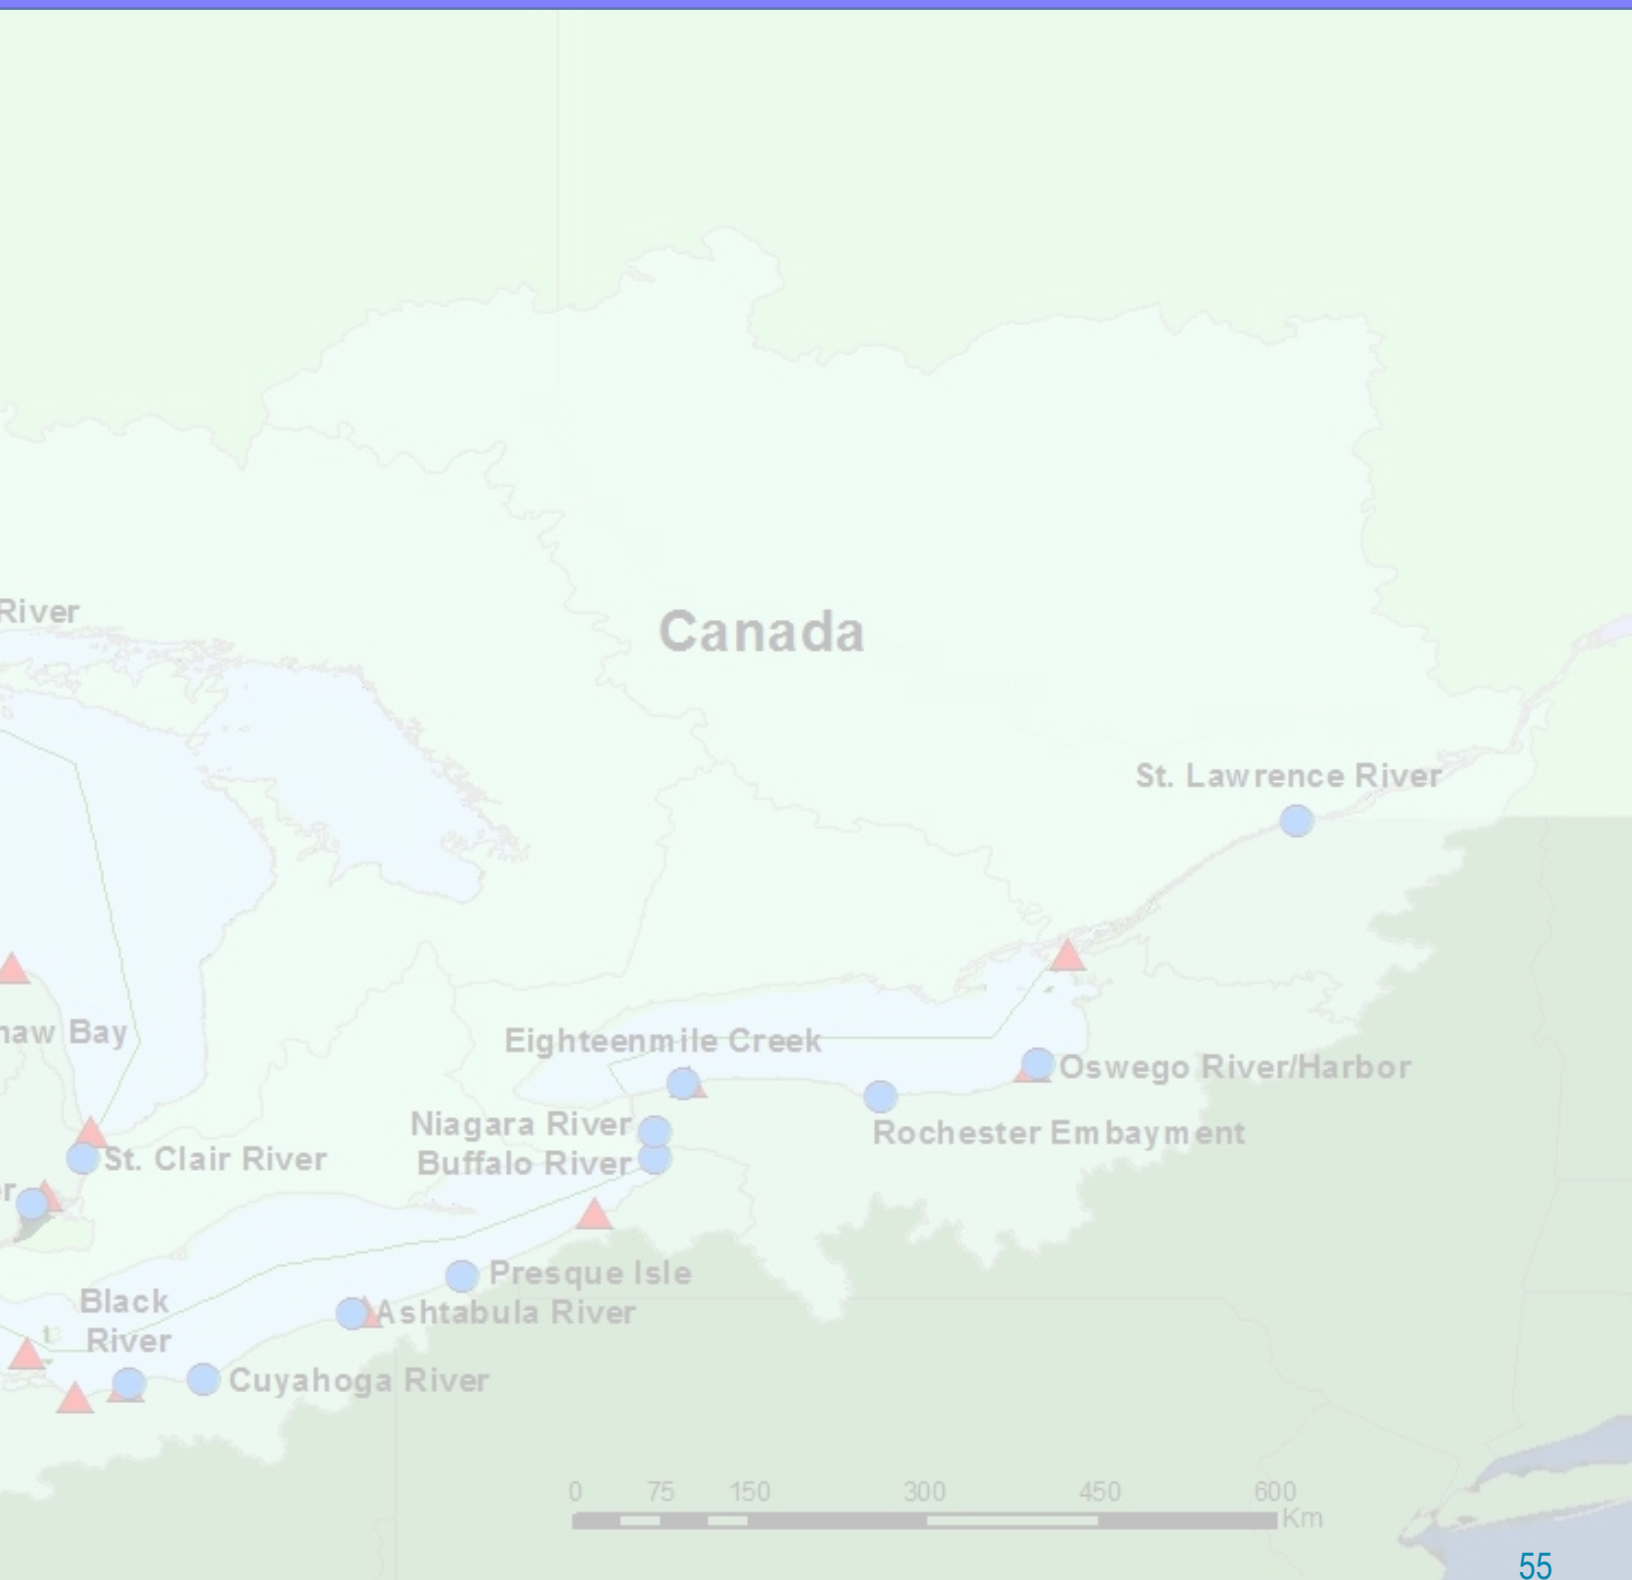 River
Canada
St. Lawrence River
naw Bay
Eighteenmile Creek
Oswego River/Harbor
Niagara River
Rochester Embayment
Buffalo River
St. Clair River
r
Presque Isle
Black
River
Ashtabula River
Cuyahoga River
0 75 150 300 450 600
Km
55